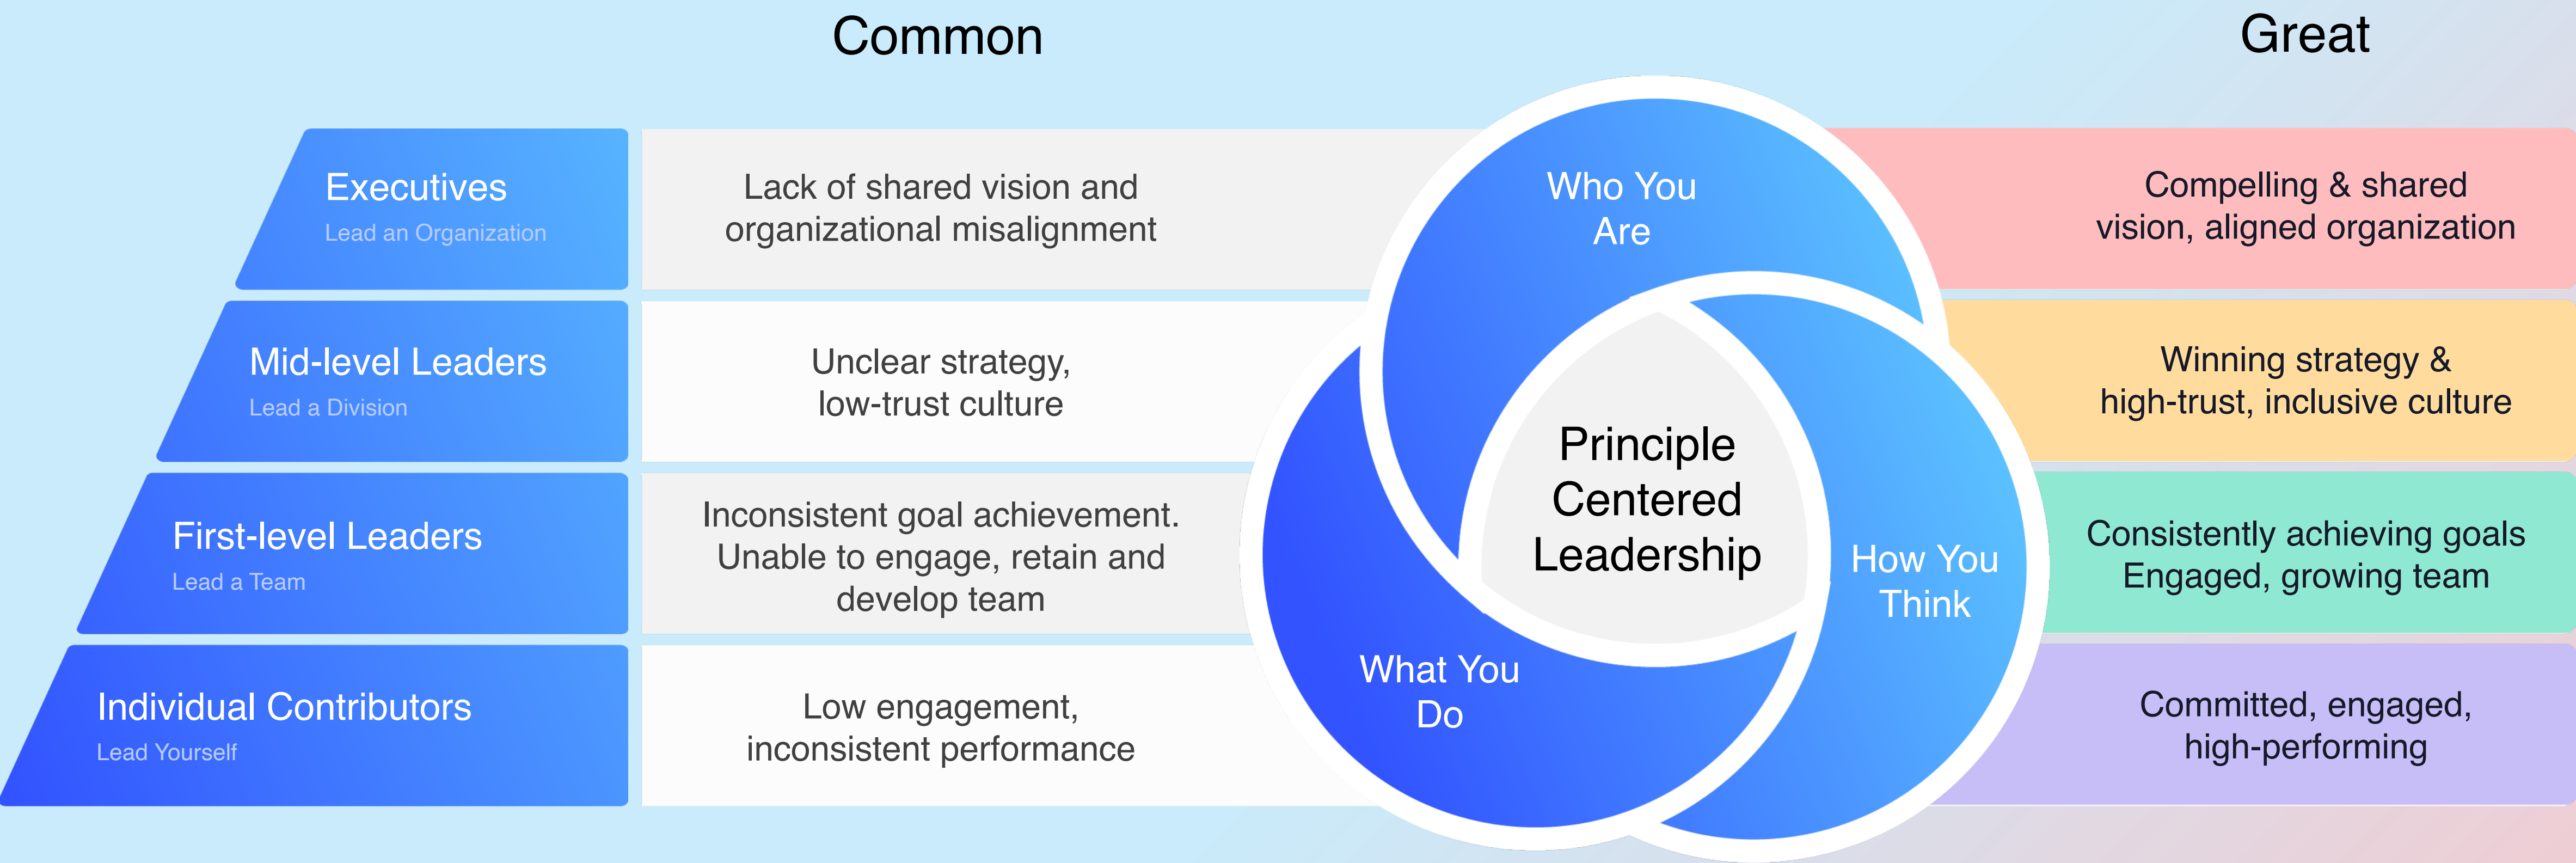 Common
Great
Executives
Lead an Organization
Lack of shared vision and
organizational misalignment
Who You
Are
Compelling & shared
vision, aligned organization
Mid-level Leaders
Lead a Division
Unclear strategy,
low-trust culture
Winning strategy &
high-trust, inclusive culture
Principle
Centered
Leadership
First-level Leaders
Lead a Team
Inconsistent goal achievement.
Unable to engage, retain and
develop team
How You
Think
Consistently achieving goals
Engaged, growing team
Individual Contributors
Lead Yourself
Low engagement,
inconsistent performance
What You
Do
Committed, engaged,
high-performing